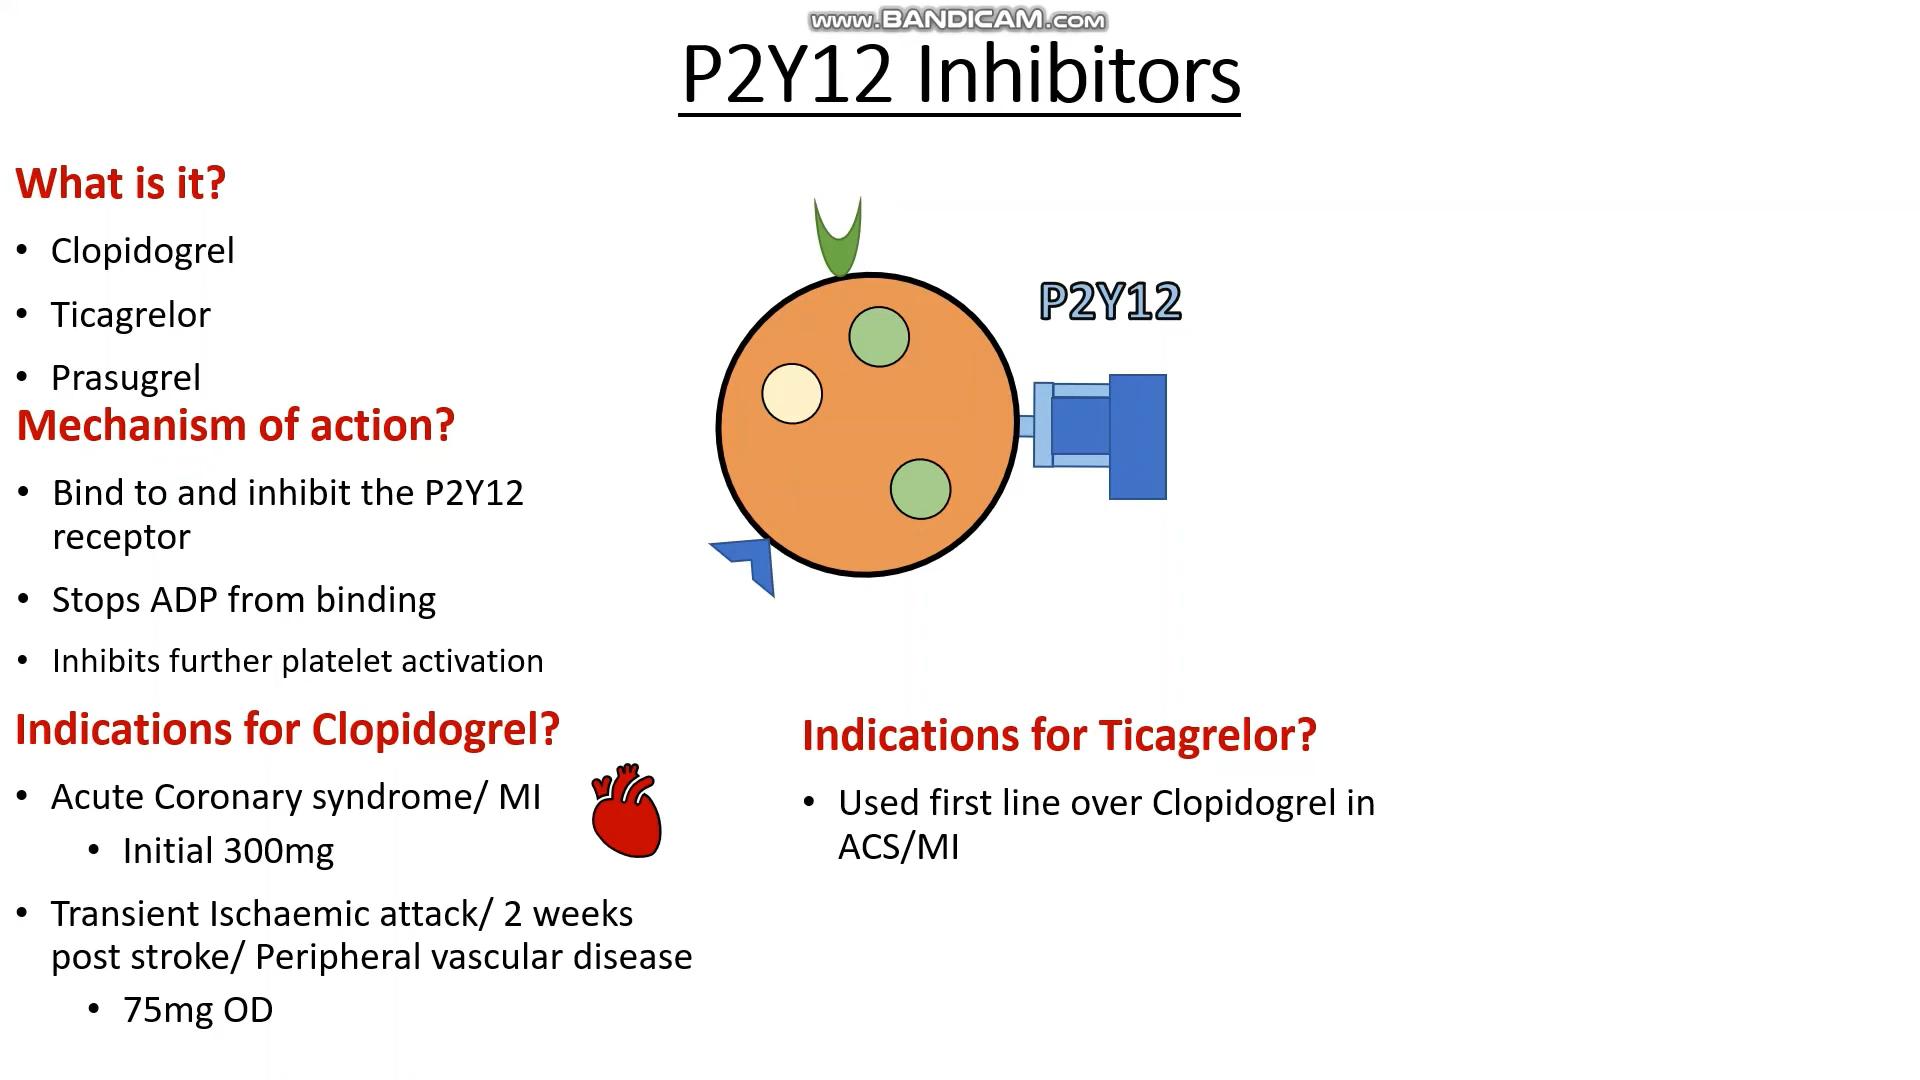 www.BANDICAM.com
P2Y12 Inhibitors
What is it?
• Clopidogrel
• Ticagrelor
• Prasugrel
Mechanism of action?
• Bind to and inhibit the P2Y12
receptor
• Stops ADP from binding
• Inhibits further platelet activation
P2Y12
Indications for Clopidogrel?
• Acute Coronary syndrome/ MI
• Initial 300mg
• Transient Ischaemic attack/ 2 weeks
post stroke/ Peripheral vascular disease
• 75mg OD
Indications for Ticagrelor?
• Used first line over Clopidogrel in
ACS/MI